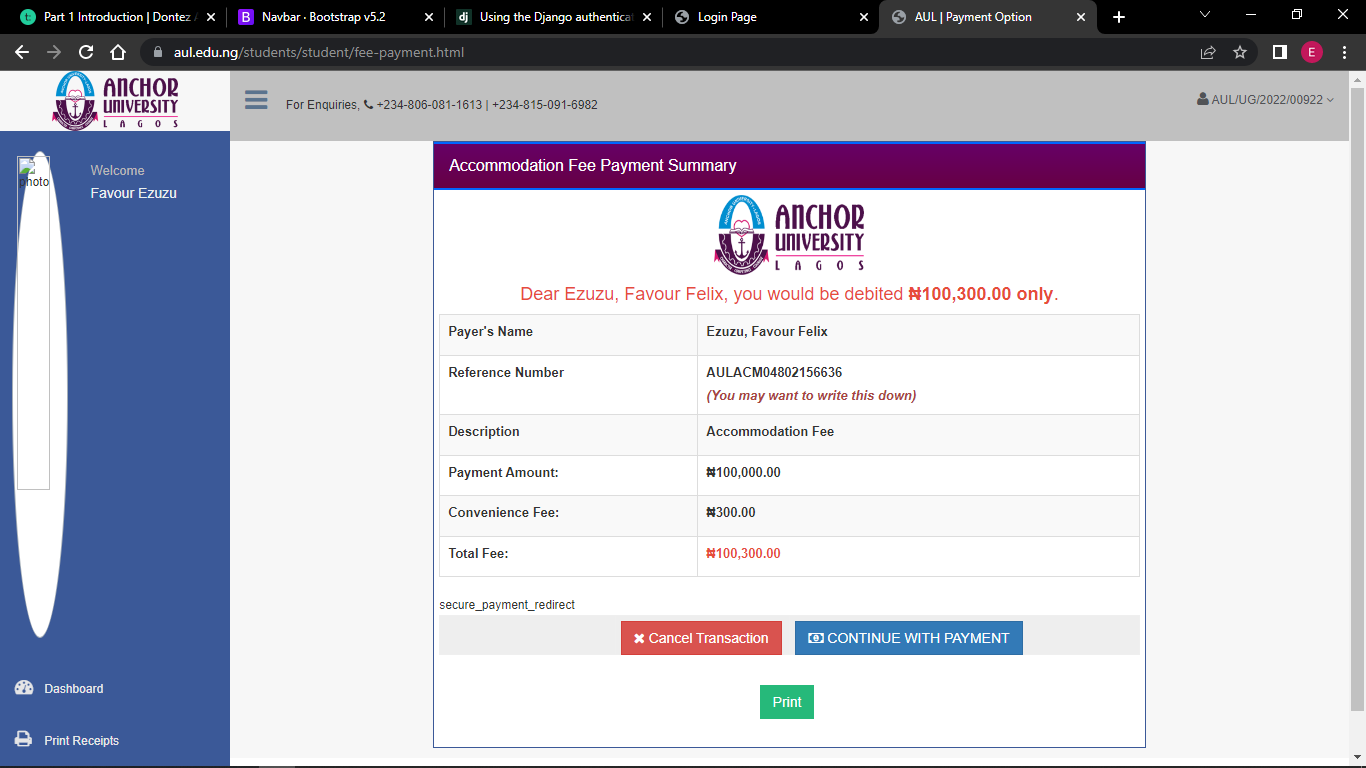 Part 1 Introduction | Dontez A
Navbar · Bootstrap v5.2
Using the Django authenticat
Login Page
AUL | Payment Option
aul.edu.ng/students/student/fee-payment.html
E
ANCHOR
UNIVERSITY
LAGOS
For Enquiries, +234-806-081-1613 | +234-815-091-6982
AUL/UG/2022/00922
photo
Welcome
Favour Ezuzu
Dashboard
Print Receipts
Accommodation Fee Payment Summary
ANCHOR
UNIVERSITY
LAGOS
Dear Ezuzu, Favour Felix, you would be debited ₦100,300.00 only.
Payer's Name Ezuzu, Favour Felix
Reference Number AULACM04802156636
(You may want to write this down)
Description Accommodation Fee
Payment Amount: ₦100,000.00
Convenience Fee: ₦300.00
Total Fee: ₦100,300.00
secure_payment_redirect
Cancel Transaction
CONTINUE WITH PAYMENT
Print